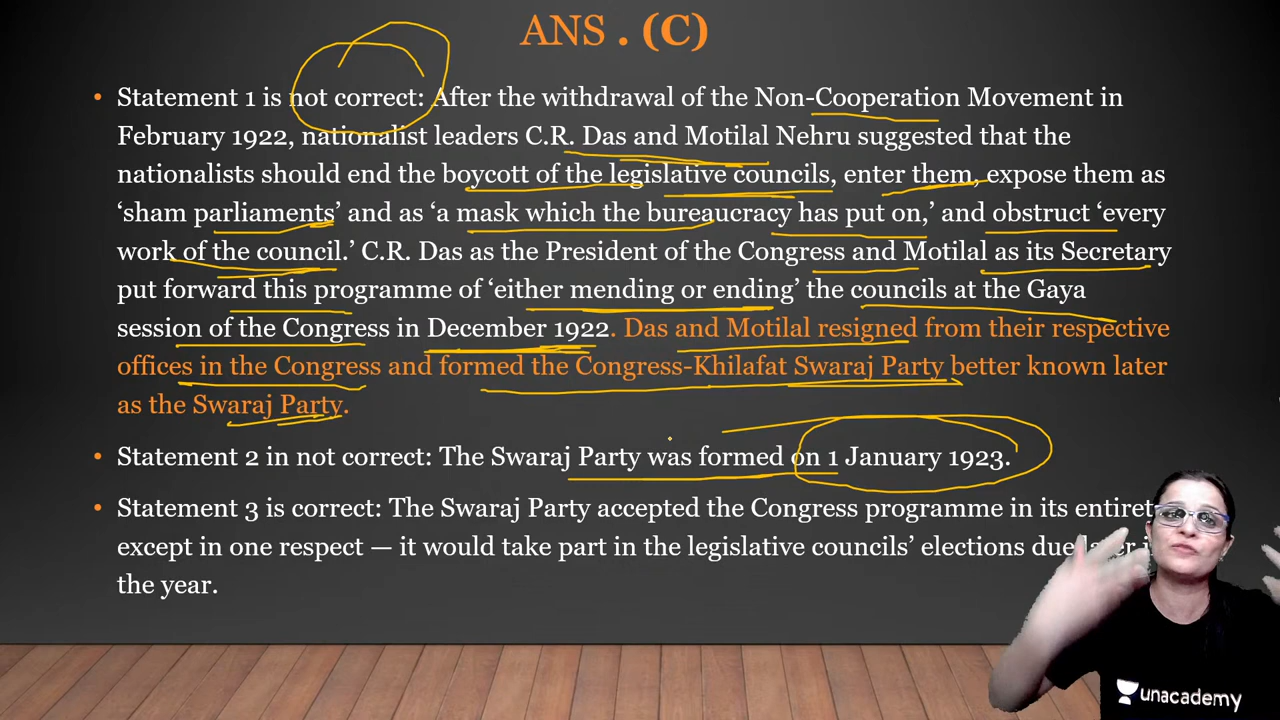 ANS . (C)
• Statement 1 is not correct: After the withdrawal of the Non-Cooperation Movement in
February 1922, nationalist leaders C.R. Das and Motilal Nehru suggested that the
nationalists should end the boycott of the legislative councils, enter them, expose them as
‘sham parliaments’ and as ‘a mask which the bureaucracy has put on,’ and obstruct ‘every
work of the council.’ C.R. Das as the President of the Congress and Motilal as its Secretary
put forward this programme of ‘either mending or ending’ the councils at the Gaya
session of the Congress in December 1922. Das and Motilal resigned from their respective
offices in the Congress and formed the Congress-Khilafat Swaraj Party better known later
as the Swaraj Party.
• Statement 2 in not correct: The Swaraj Party was formed on 1 January 1923.
• Statement 3 is correct: The Swaraj Party accepted the Congress programme in its
except in one respect — it would take part in the legislative councils’ elections due
the year.
unacademy